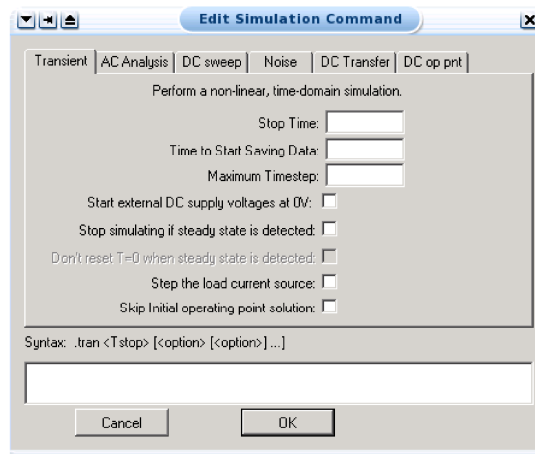 Edit Simulation Command
Transient AC Analysis DC sweep Noise DC Transfer DC op pnt
Perform a non-linear, time-domain simulation.
Stop Time:
Time to Start Saving Data:
Maximum Timestep:
Start external DC supply voltages at 0V:
Stop simulating if steady state is detected:
Don't reset T=0 when steady state is detected:
Step the load current source:
Skip Initial operating point solution:
Syntax: .tran <Tstop> [<option> [<option>] ...]
Cancel OK